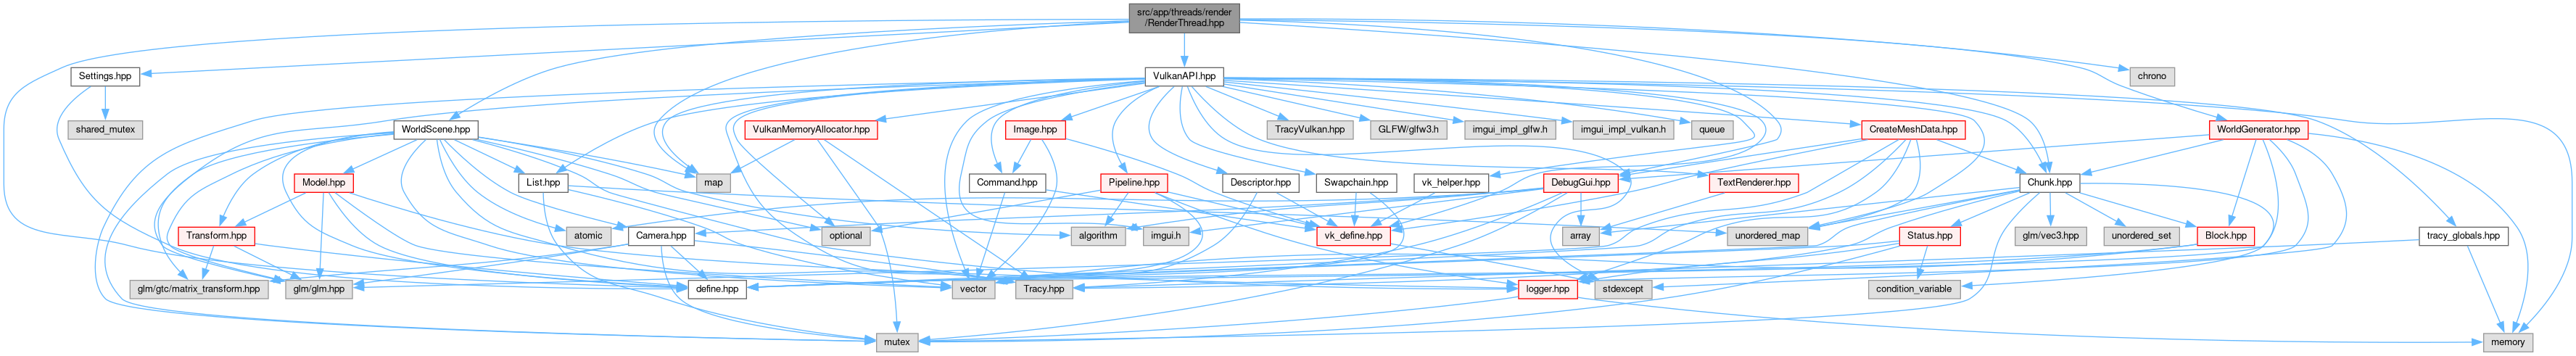 src/app/threads/render
/RenderThread.hpp
Settings.hpp
VulkanAPI.hpp
chrono
shared_mutex
WorldScene.hpp
VulkanMemoryAllocator.hpp
Image.hpp
TracyVulkan.hpp
GLFW/glfw3.h
imgui_impl_glfw.h
imgui_impl_vulkan.h
queue
CreateMeshData.hpp
WorldGenerator.hpp
Model.hpp
List.hpp
map
Command.hpp
Pipeline.hpp
Descriptor.hpp
Swapchain.hpp
vk_helper.hpp
DebugGui.hpp
TextRenderer.hpp
Chunk.hpp
Transform.hpp
atomic
Camera.hpp
optional
algorithm
imgui.h
vk_define.hpp
array
unordered_map
Status.hpp
glm/vec3.hpp
unordered_set
Block.hpp
tracy_globals.hpp
glm/gtc/matrix_transform.hpp
glm/glm.hpp
define.hpp
vector
Tracy.hpp
logger.hpp
stdexcept
condition_variable
mutex
memory